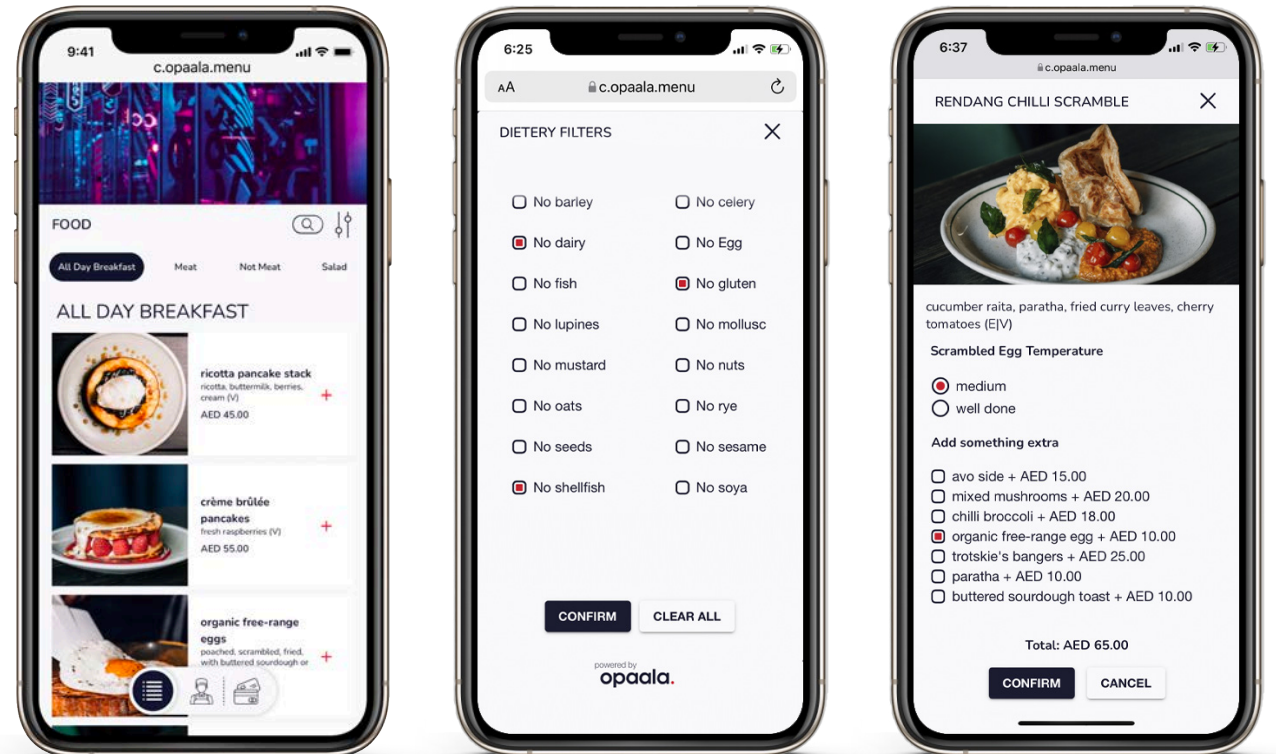 9:41
c.opaala.menu
FOOD
All Day Breakfast
Meat
Not Meat
Salad
ALL DAY BREAKFAST
ricotta pancake stack
ricotta, buttermilk, berries,
cream (V)
AED 45.00
+
crème brûlée
pancakes
fresh raspberries (V)
AED 55.00
+
organic free-range
eggs
poached, scrambled, fried,
with buttered sourdough or
+
6:25
AA
c.opaala.menu
DIETERY FILTERS
No barley
No celery
No dairy
No Egg
No fish
No gluten
No lupines
No mollusc
No mustard
No nuts
No oats
No rye
No seeds
No sesame
No shellfish
No soya
CONFIRM
CLEAR ALL
powered by
opaala.
6:37
c.opaala.menu
RENDANG CHILLI SCRAMBLE
cucumber raita, paratha, fried curry leaves, cherry
tomatoes (E|V)
Scrambled Egg Temperature
medium
well done
Add something extra
avo side + AED 15.00
mixed mushrooms + AED 20.00
chilli broccoli + AED 18.00
organic free-range egg + AED 10.00
trotskie's bangers + AED 25.00
paratha + AED 10.00
buttered sourdough toast + AED 10.00
Total: AED 65.00
CONFIRM
CANCEL